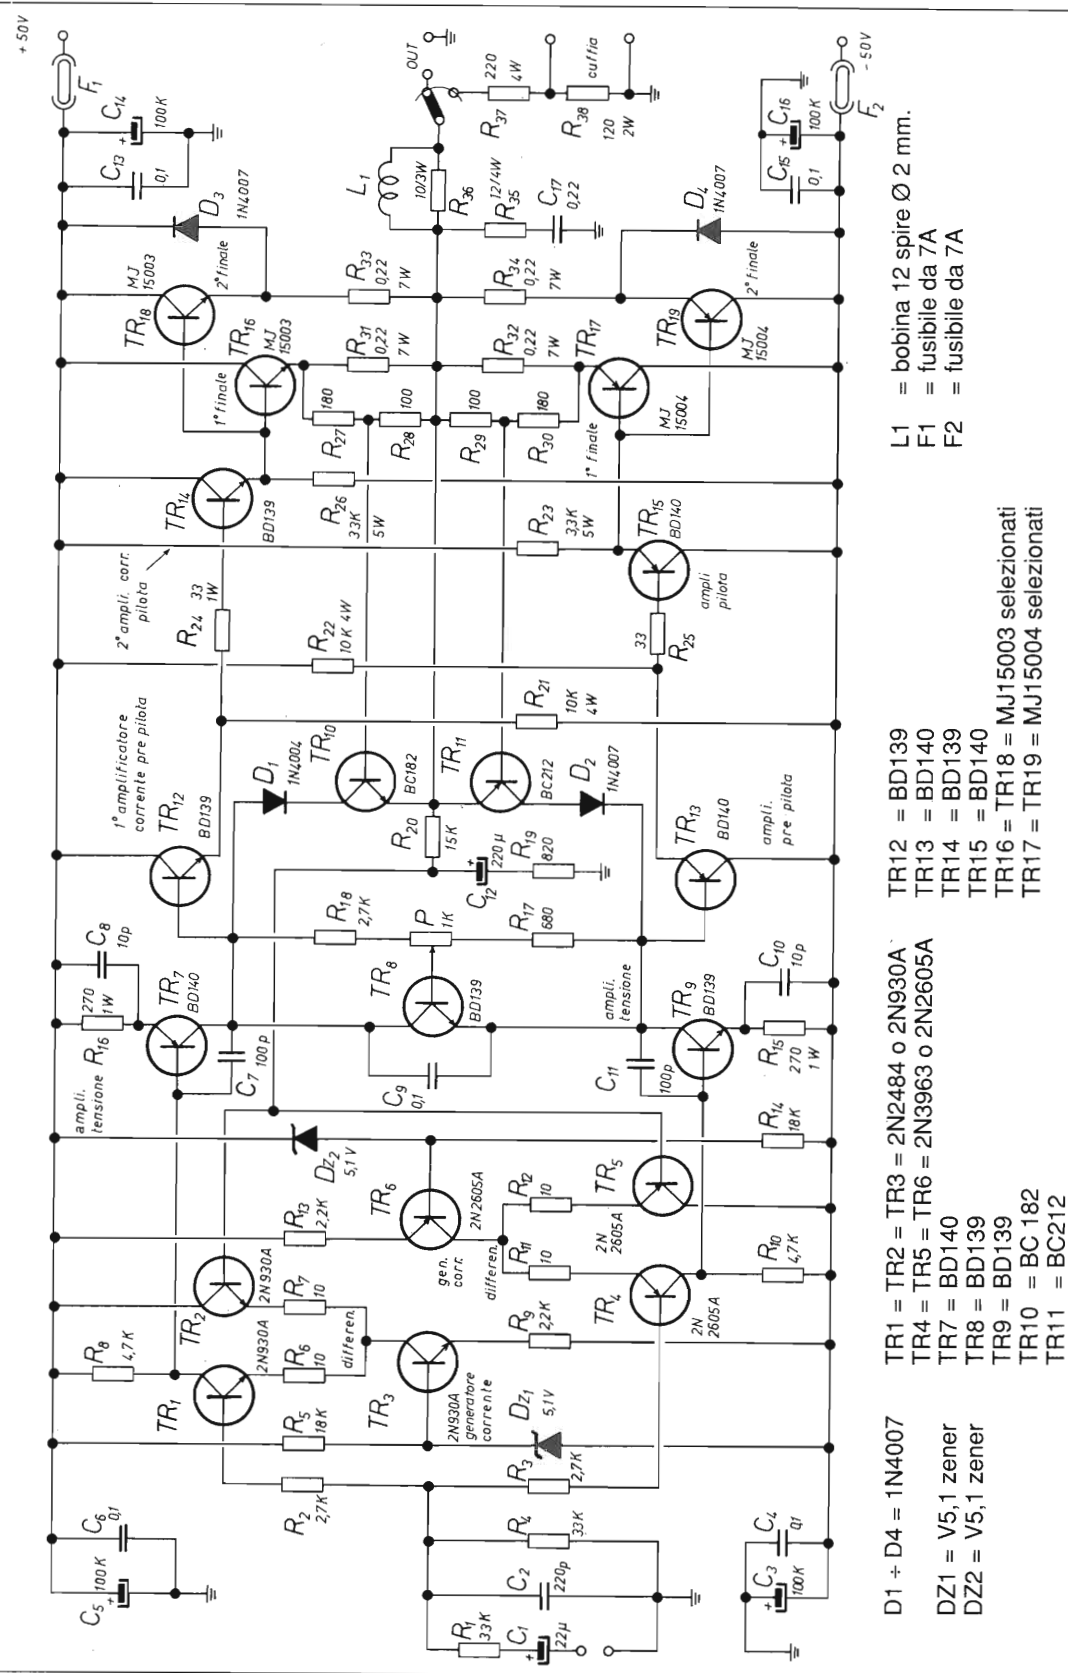 + 50V
F1
C14
100K
C13
0,1
D3
1N4007
TR18
MJ
15003
2° finale
TR16
MJ
15003
1° finale
R33
0,22
7W
R31
0,22
7W
R27
180
R28
100
R29
100
R30
180
R34
0,22
7W
R32
0,22
7W
L1
10/3W
R36
12/4W
R35
C17
0,22
OUT
220
4W
R37
R38
120
2W
cuffia
TR17
MJ
15004
1° finale
TR19
MJ
15004
2° finale
D4
1N4007
C15
0,1
C16
100K
F2
- 50V
TR14
BD139
R26
33K
5W
R23
3,3K
5W
TR15
BD140
ampli
pilota
2° ampli. corr.
pilota
R24
33
1W
33
R25
R22
10K 4W
R21
10K
4W
1° amplificatore
corrente pre pilota
TR12
BD139
D1
1N4004
TR10
BC182
TR11
BC212
D2
1N4007
R20
15K
220µ
C12
R19
820
TR13
BD140
ampli.
pre pilota
C8
10p
270
1W
R16
TR7
BD140
ampli.
tensione
C7
100p
R18
2,7K
P
1K
R17
680
TR8
BD139
C9
0,1
ampli.
tensione
C11
100p
TR9
BD139
C10
10p
R15
270
1W
R14
18K
DZ2
5,1V
TR6
2N2605A
gen.
corr.
R13
2,2K
R12
10
R11
10
differen.
TR5
2N
2605A
TR4
2N
2605A
R10
4,7K
TR2
2N930A
R7
10
R6
10
differen.
R8
4,7K
TR1
2N930A
TR3
2N930A
generatore
corrente
R9
2,2K
R5
18K
DZ1
5,1V
R2
2,7K
R3
2,7K
C6
0,1
C5
100K
R4
33K
C2
220p
R1
33K
C1
22µ
C4
0,1
C3
100K
D1 ÷ D4 = 1N4007
DZ1 = V5,1 zener
DZ2 = V5,1 zener
TR1 = TR2 = TR3 = 2N2484 o 2N930A
TR4 = TR5 = TR6 = 2N3963 o 2N2605A
TR7 = BD140
TR8 = BD139
TR9 = BD139
TR10 = BC 182
TR11 = BC212
TR12 = BD139
TR13 = BD140
TR14 = BD139
TR15 = BD140
TR16 = TR18 = MJ15003 selezionati
TR17 = TR19 = MJ15004 selezionati
L1 = bobina 12 spire Ø 2 mm.
F1 = fusibile da 7A
F2 = fusibile da 7A